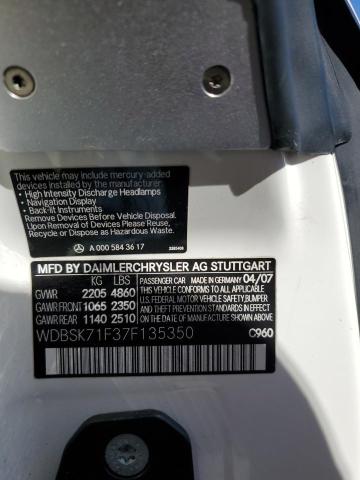 This vehicle may include mercury-added
devices installed by the manufacturer:
• High Intensity Discharge Headlamps
• Navigation Display
• Back-lit Instruments
Remove Devices Before Vehicle Disposal.
Upon Removal of Devices Please Reuse,
Recycle or Dispose as Hazardous Waste.
A 000 584 36 17
MFD BY DAIMLERCHRYSLER AG STUTTGART
KG LBS PASSENGER CAR MADE IN GERMANY 04/07
GVWR 2205 4860
GAWR FRONT 1065 2350
GAWR REAR 1140 2510
THIS VEHICLE CONFORMS TO ALL APPLICABLE
U.S. FEDERAL MOTOR VEHICLE SAFETY, BUMPER,
AND THEFT PREVENTION STANDARDS IN EFFECT
ON THE DATE OF MANUFACTURE SHOWN ABOVE.
WDBSK71F37F135350
C960